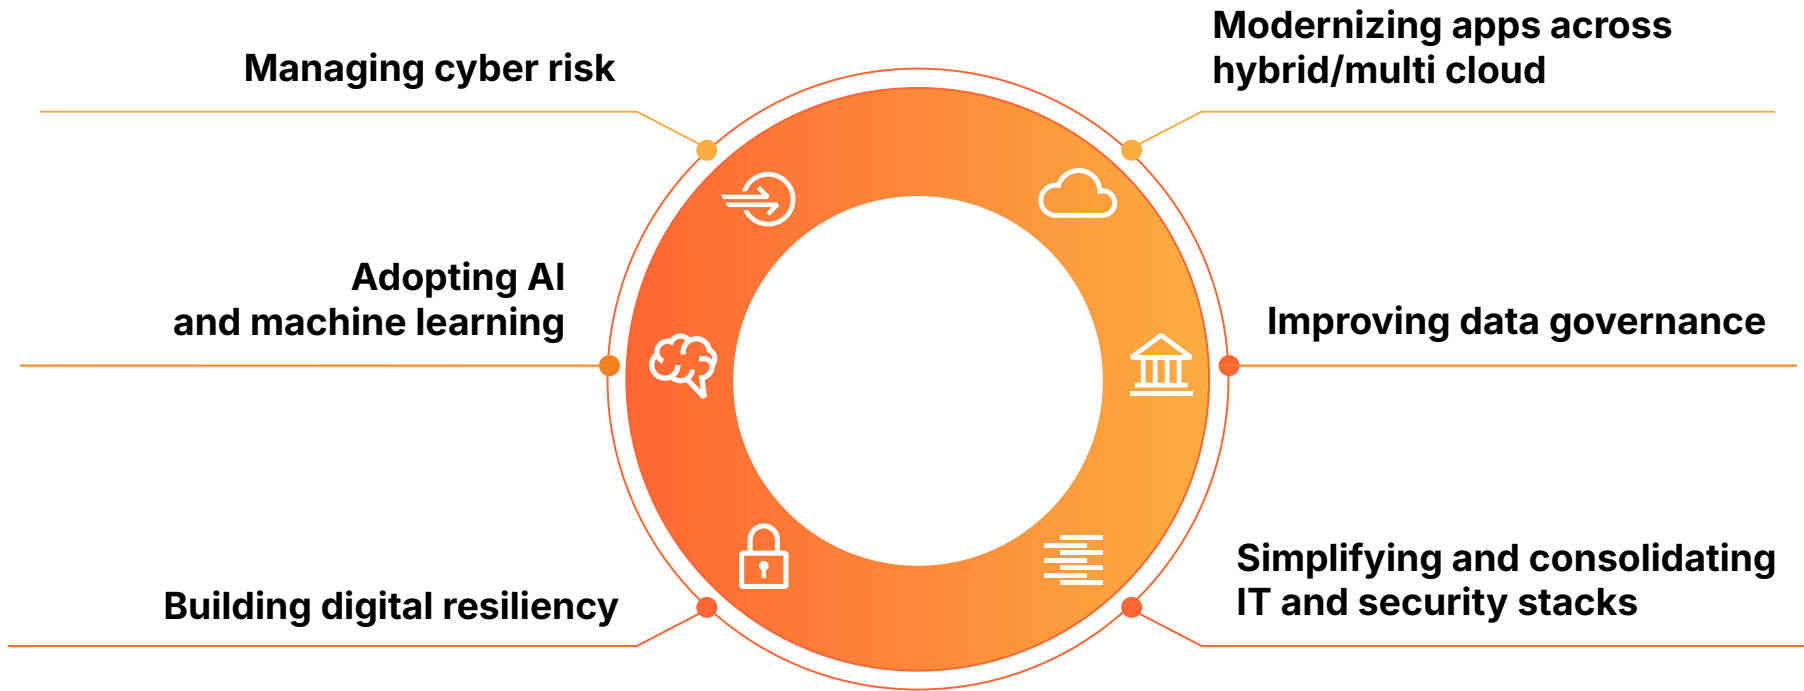 Managing cyber risk
Modernizing apps across
hybrid/multi cloud
Adopting AI
and machine learning
Improving data governance
Building digital resiliency
Simplifying and consolidating
IT and security stacks